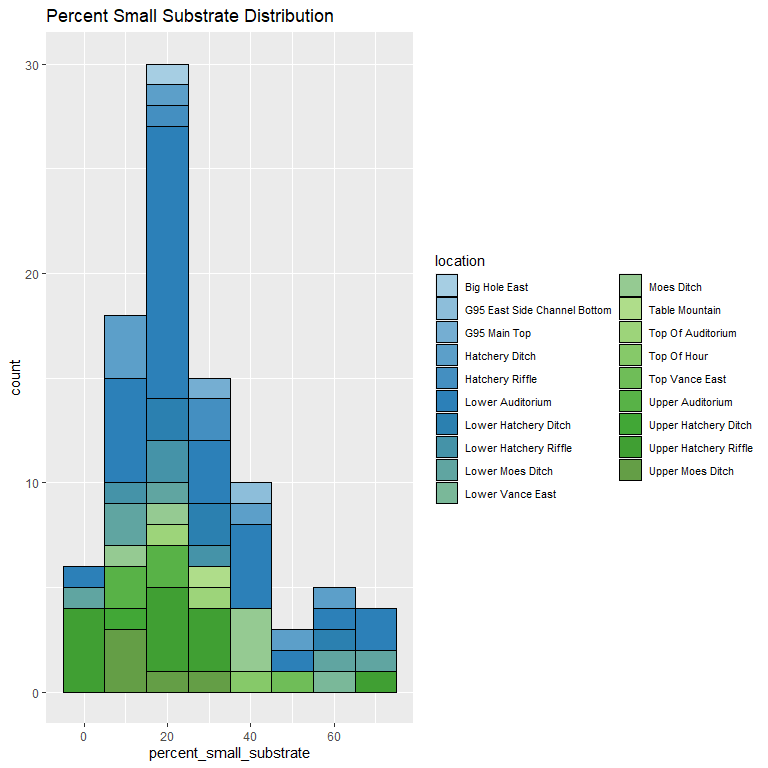 Percent Small Substrate Distribution
30
20
10
0
count
0 20 40 60
percent_small_substrate
location
Big Hole East
G95 East Side Channel Bottom
G95 Main Top
Hatchery Ditch
Hatchery Riffle
Lower Auditorium
Lower Hatchery Ditch
Lower Hatchery Riffle
Lower Moes Ditch
Lower Vance East
Moes Ditch
Table Mountain
Top Of Auditorium
Top Of Hour
Top Vance East
Upper Auditorium
Upper Hatchery Ditch
Upper Hatchery Riffle
Upper Moes Ditch